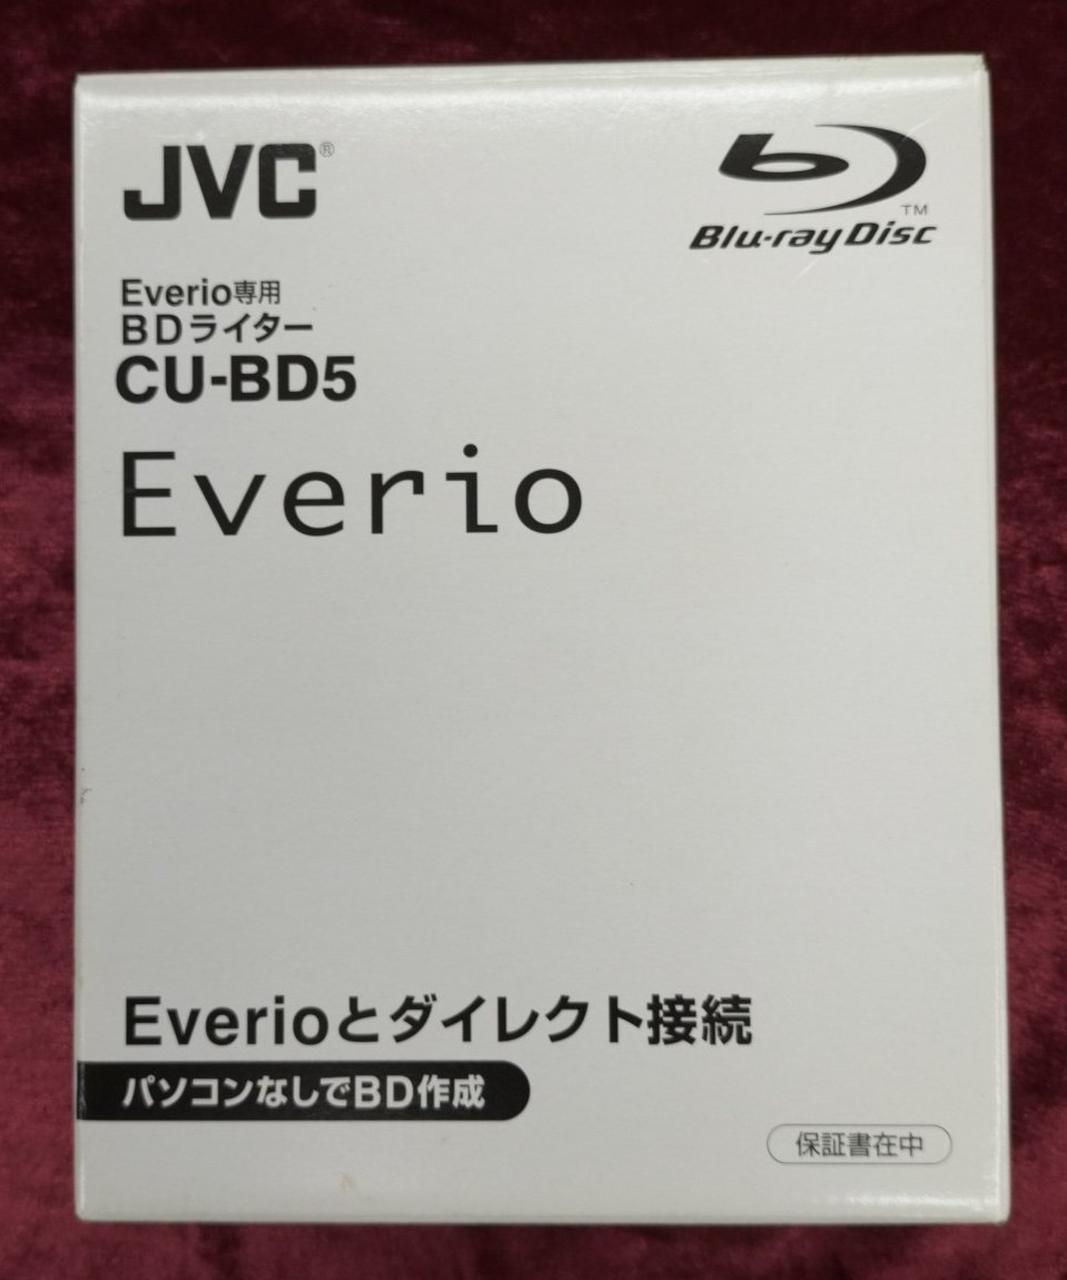 JVC®
Blu-ray Disc™
Everio専用
BDライター
CU-BD5
Everio
Everioとダイレクト接続
パソコンなしでBD作成
保証書在中